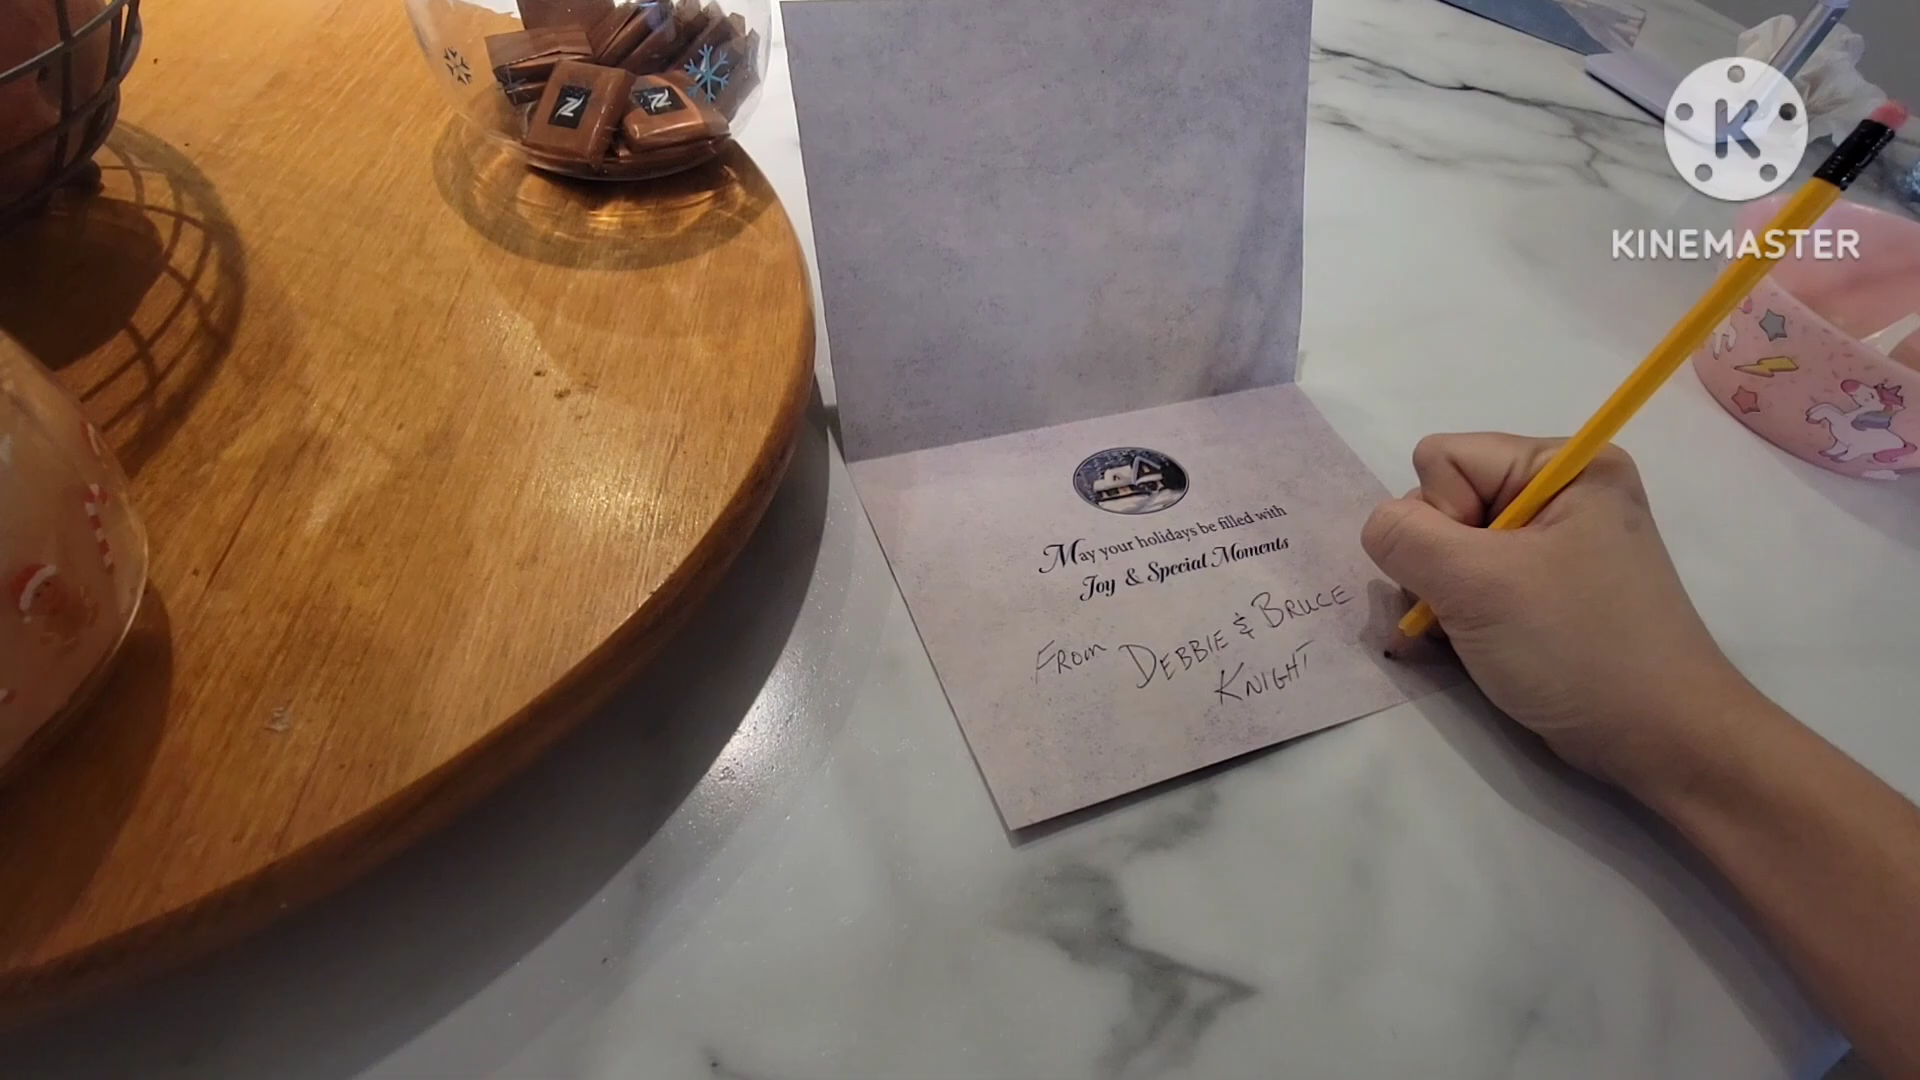 KINEMASTER
May your holidays be filled with
Joy & Special Moments
From DEBBIE & BRUCE
KNIGHT